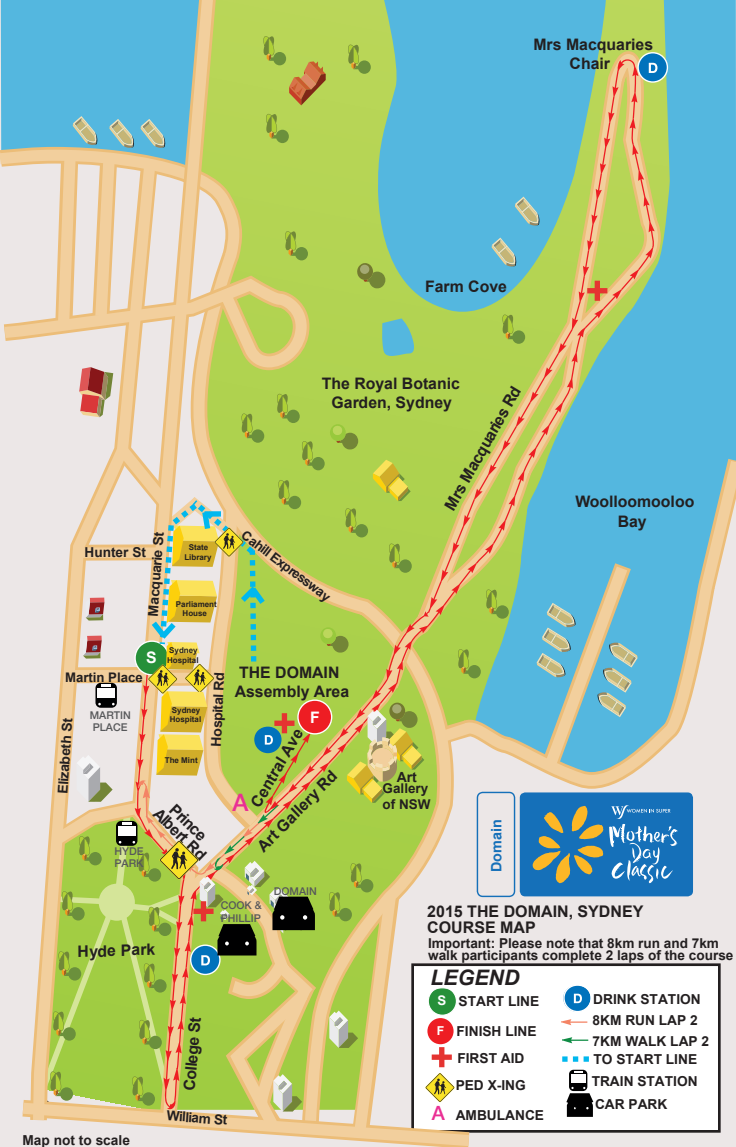 Mrs Macquaries
Chair
D
Farm Cove
The Royal Botanic
Garden, Sydney
Mrs Macquaries Rd
Woolloomooloo
Bay
Hunter St
Macquarie St
State
Library
Cahill Expressway
Parliament
House
S
Sydney
Hospital
Martin Place
MARTIN
PLACE
Sydney
Hospital
Hospital Rd
THE DOMAIN
Assembly Area
F
D
The Mint
Elizabeth St
Central Ave
Art Gallery Rd
Art
Gallery
of NSW
A
Prince
Albert Rd
HYDE
PARK
COOK &
PHILLIP
DOMAIN
Hyde Park
D
College St
William St
Map not to scale
Domain
WOMEN IN SUPER
Mother's
Day
Classic
2015 THE DOMAIN, SYDNEY
COURSE MAP
Important: Please note that 8km run and 7km
walk participants complete 2 laps of the course
LEGEND
S START LINE
F FINISH LINE
FIRST AID
PED X-ING
A AMBULANCE
D DRINK STATION
8KM RUN LAP 2
7KM WALK LAP 2
TO START LINE
TRAIN STATION
CAR PARK